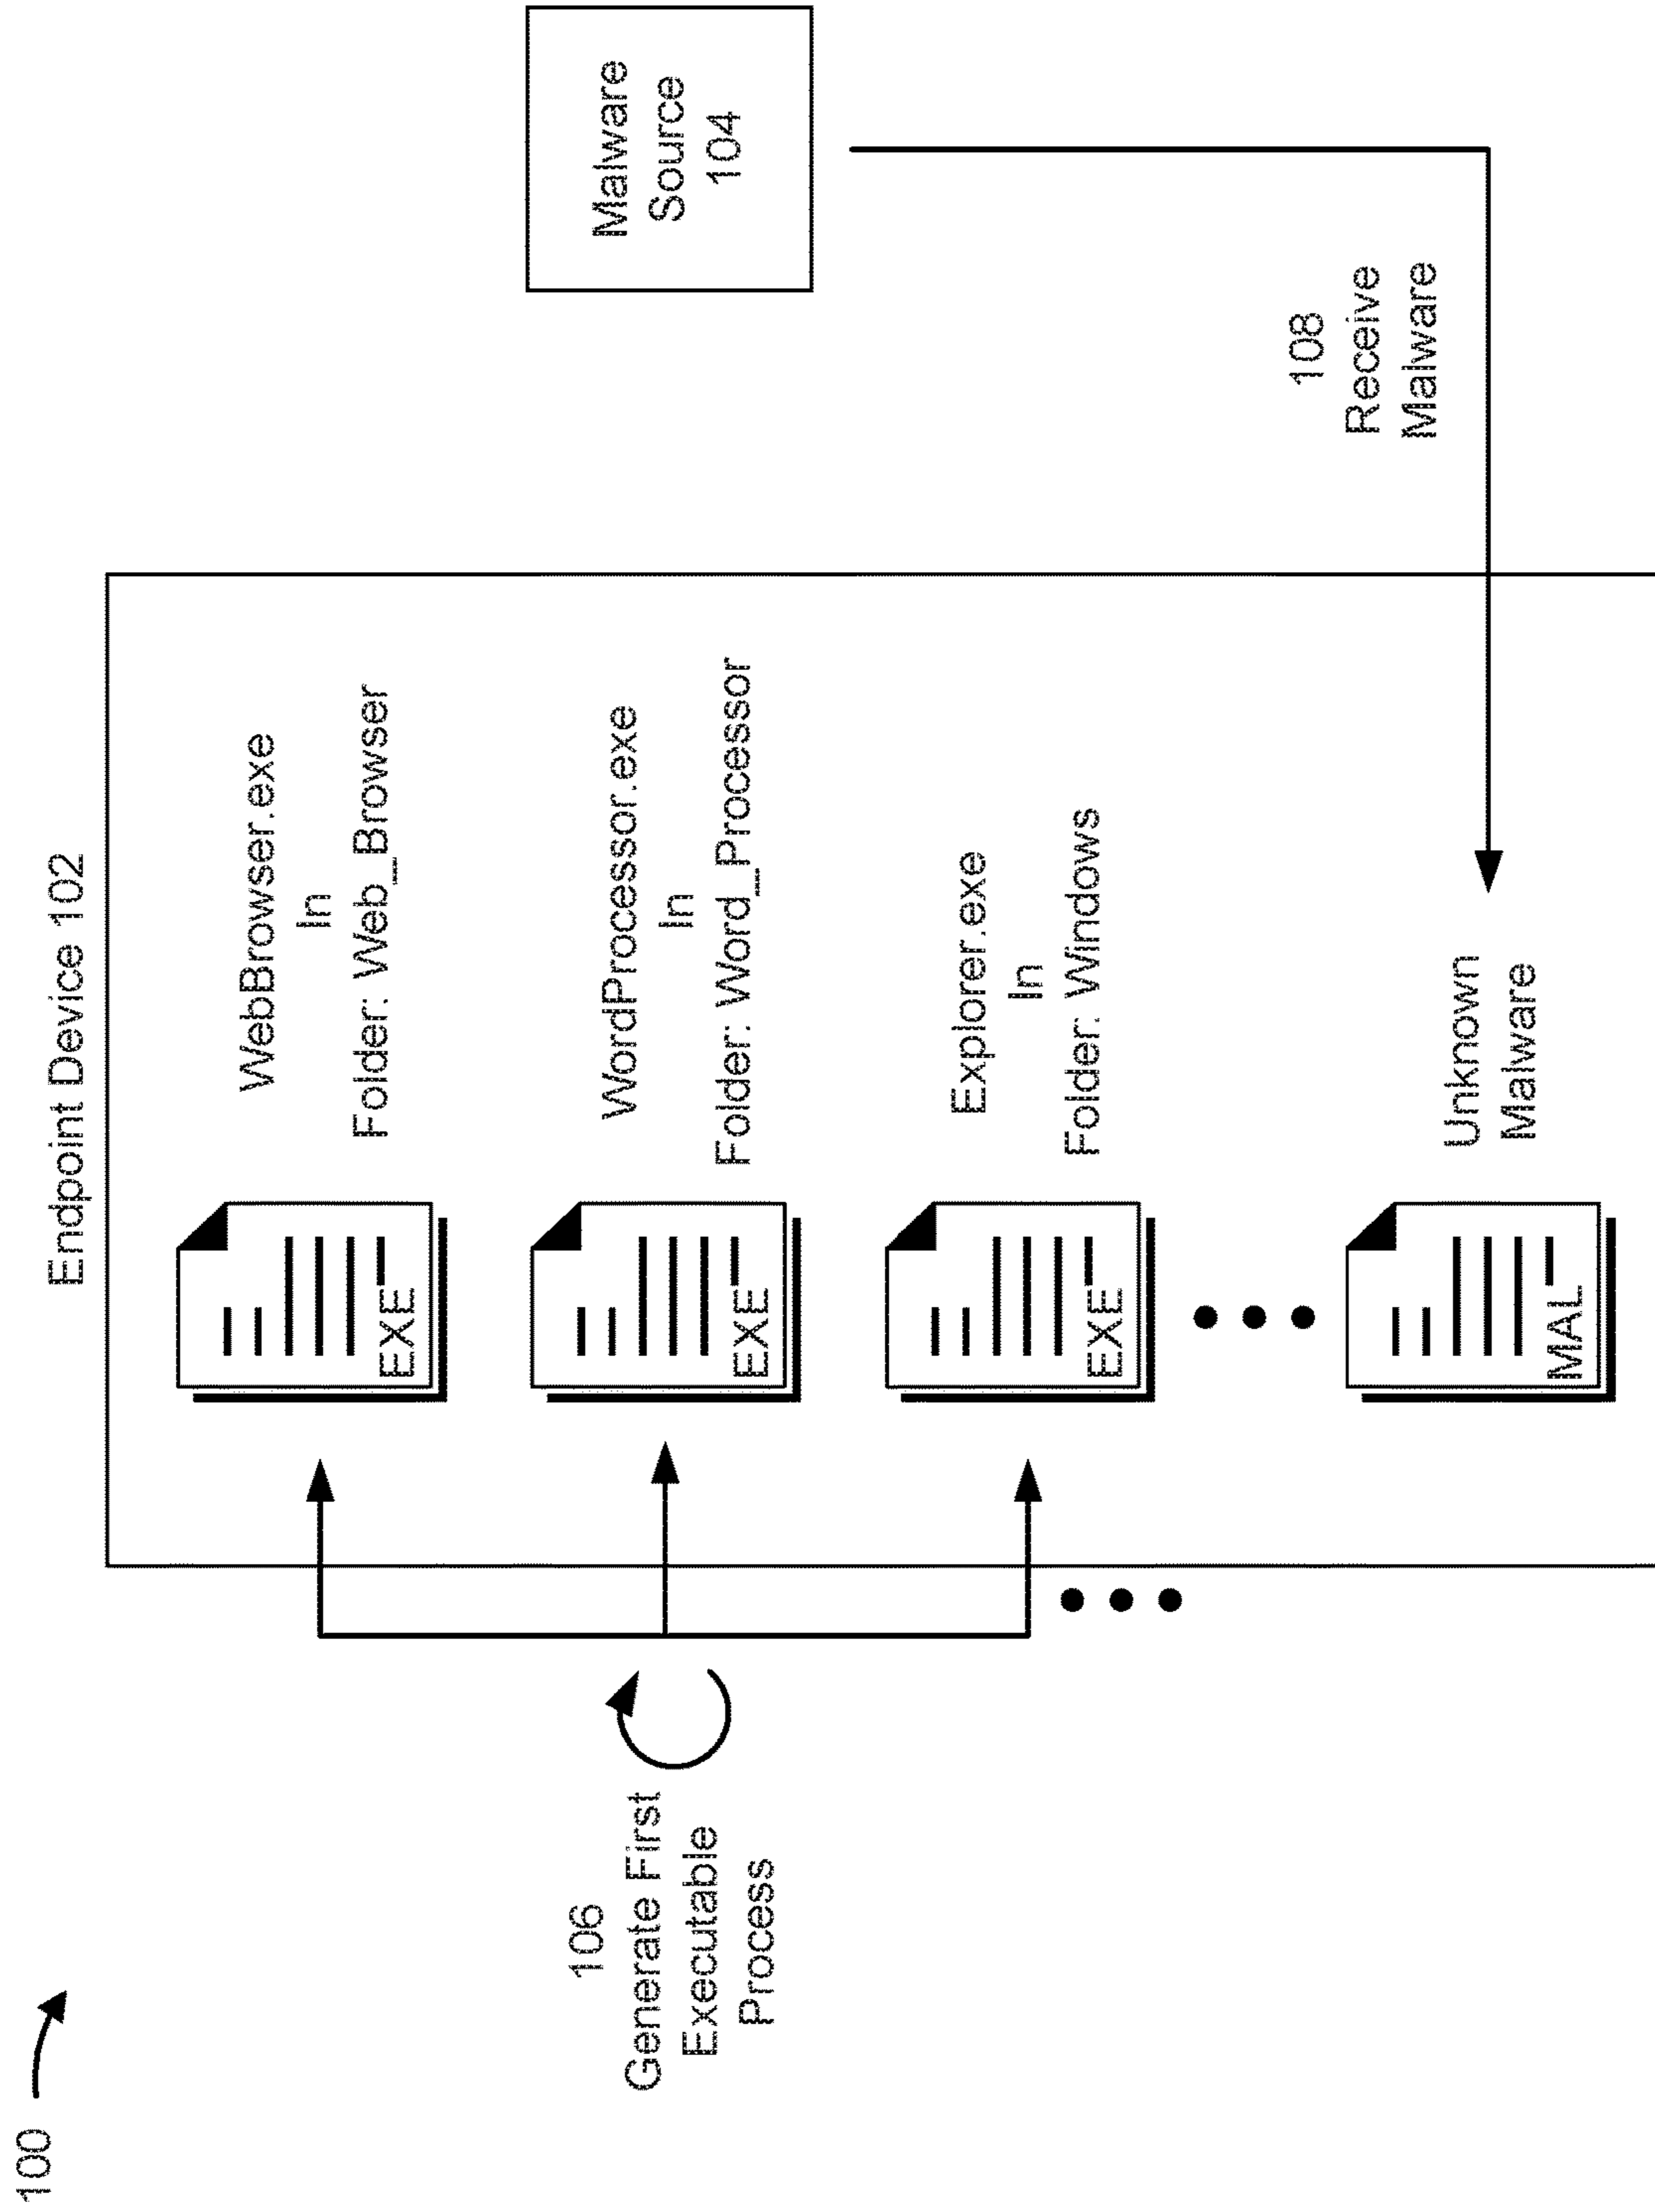 100
Endpoint Device 102
106
Generate First
Executable
Process
EXE
WebBrowser.exe
In
Folder: Web_Browser
EXE
WordProcessor.exe
In
Folder: Word_Processor
EXE
Explorer.exe
In
Folder: Windows
MAL
Unknown
Malware
108
Receive
Malware
Malware
Source
104